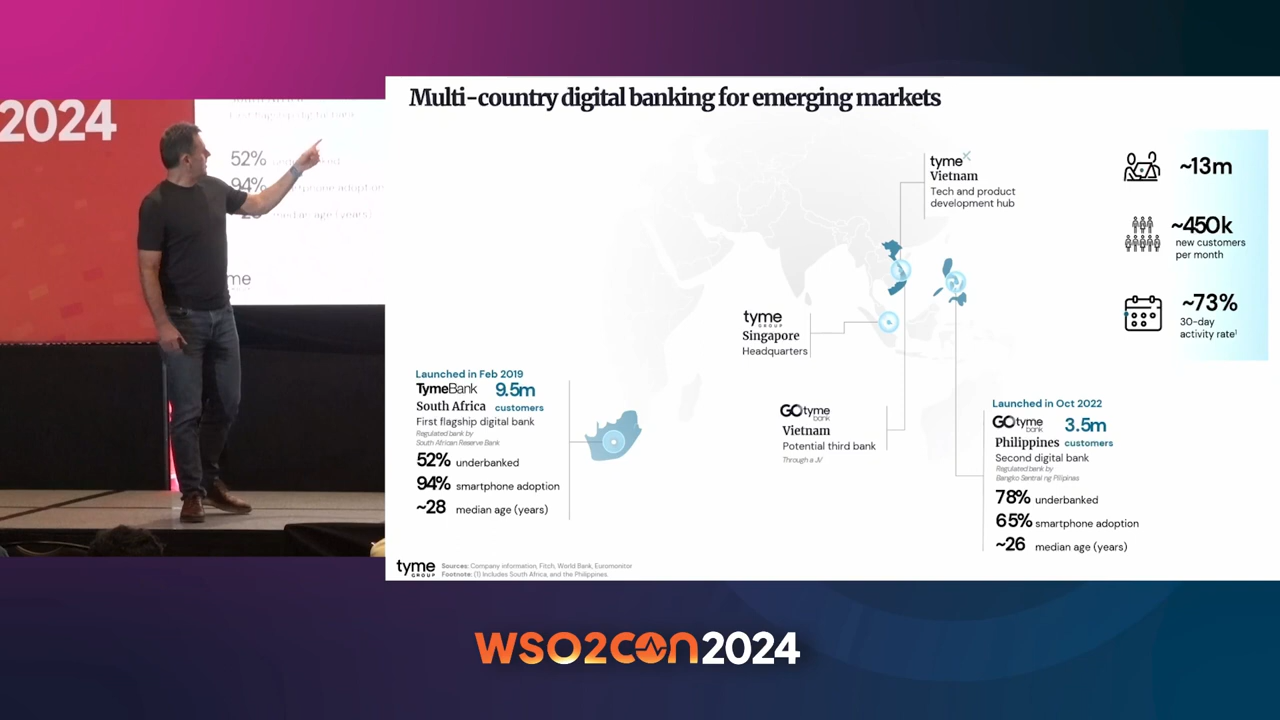 Multi-country digital banking for emerging markets
2024
52%
94%
me
tyme
Vietnam
Tech and product
development hub
~13m
~450k
new customers
per month
~73%
30-day
activity rate¹
tyme
GROUP
Singapore
Headquarters
Launched in Feb 2019
TymeBank 9.5m
South Africa customers
First flagship digital bank
Regulated bank by
South African Reserve Bank
52% underbanked
94% smartphone adoption
~28 median age (years)
GOtyme
bank
Vietnam
Potential third bank
Through a JV
Launched in Oct 2022
GOtyme
bank
3.5m
Philippines customers
Second digital bank
Regulated bank by
Bangko Sentral ng Pilipinas
78% underbanked
65% smartphone adoption
~26 median age (years)
tyme
GROUP
Sources: Company information, Fitch, World Bank, Euromonitor
Footnote: (1) Includes South Africa, and the Philippines.
WSO2CON2024